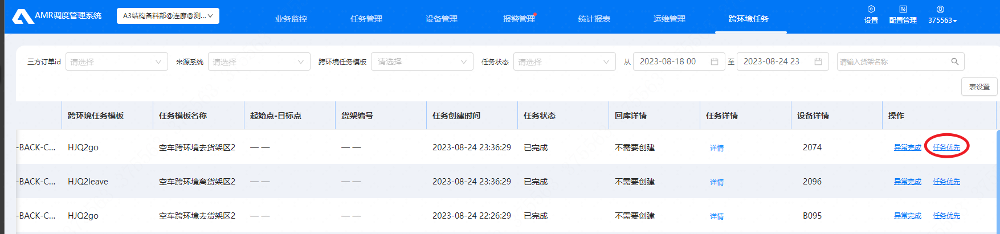 AMR调度管理系统 A3结构备料部@连廊@测... 业务监控 任务管理 设备管理 报警管理 统计报表 运维管理 跨环境任务 设置 配置管理 375563
三方订单id 请选择 来源系统 请选择 跨环境任务模板 请选择 任务状态 请选择 从 2023-08-18 00 至 2023-08-24 23 请输入货架名称
表设置
跨环境任务模板 任务模板名称 起始点-目标点 货架编号 任务创建时间 任务状态 回库详情 任务详情 设备详情 操作
-BACK-C... HJQ2go 空车跨环境去货架区2 — — — — 2023-08-24 23:36:29 已完成 不需要创建 详情 2074 异常完成 任务优先
-BACK-C... HJQ2leave 空车跨环境离货架区2 — — — — 2023-08-24 23:36:29 已完成 不需要创建 详情 2096 异常完成 任务优先
-BACK-C... HJQ2go 空车跨环境去货架区2 — — — — 2023-08-24 22:26:29 已完成 不需要创建 详情 B095 异常完成 任务优先